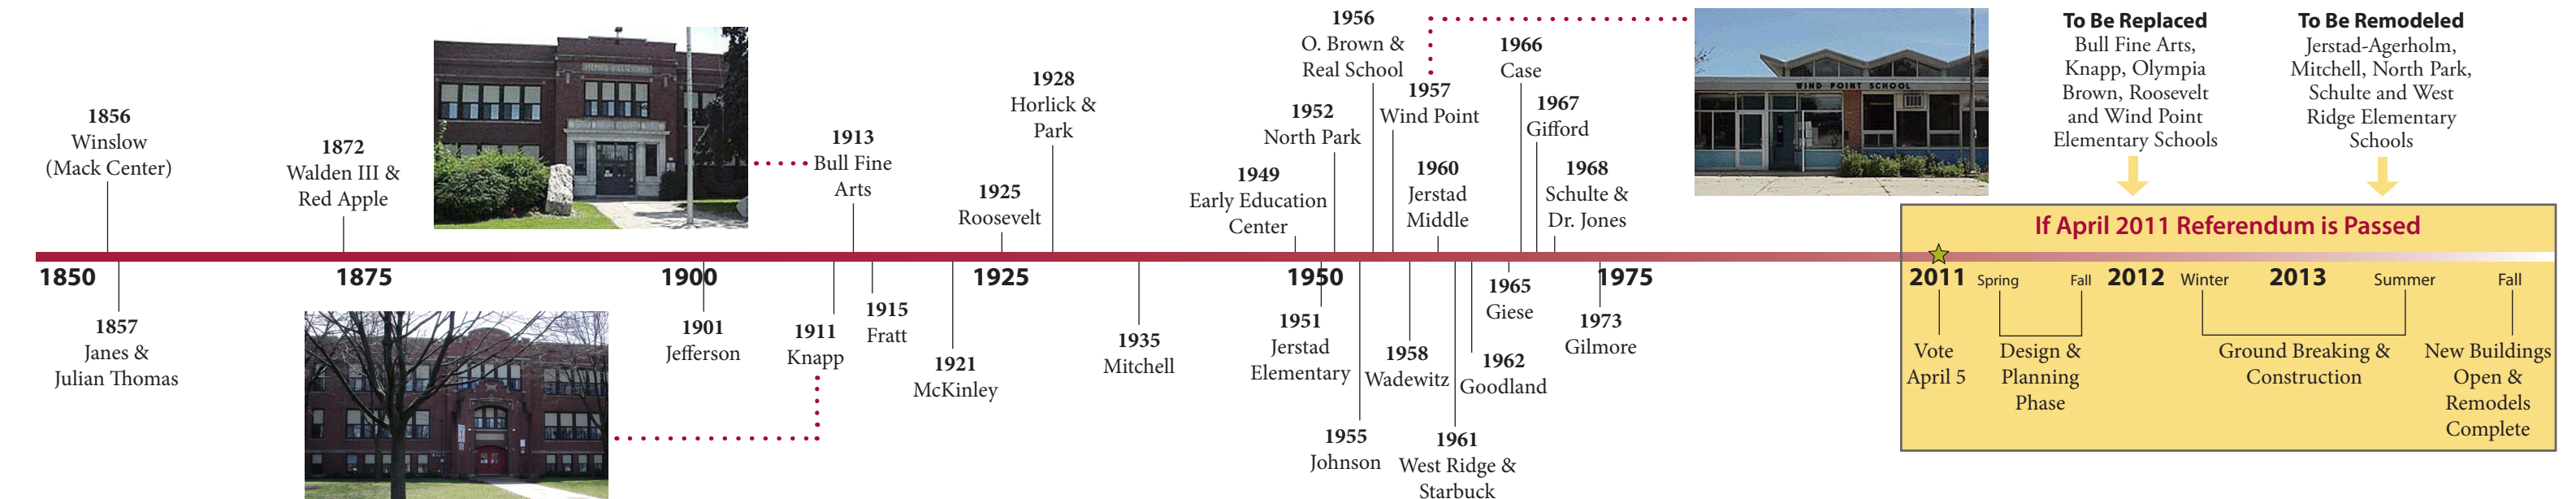 1856
Winslow
(Mack Center)
1872
Walden III &
Red Apple
STEPHEN BULL SCHOOL
1913
Bull Fine
Arts
1925
Roosevelt
1928
Horlick &
Park
1949
Early Education
Center
1952
North Park
1956
O. Brown &
Real School
1957
Wind Point
1960
Jerstad
Middle
1966
Case
1967
Gifford
1968
Schulte &
Dr. Jones
WIND POINT SCHOOL
To Be Replaced
Bull Fine Arts,
Knapp, Olympia
Brown, Roosevelt
and Wind Point
Elementary Schools
To Be Remodeled
Jerstad-Agerholm,
Mitchell, North Park,
Schulte and West
Ridge Elementary
Schools
If April 2011 Referendum is Passed
1850
1875
1900
1925
1950
1975
2011
Spring
Fall
2012
Winter
2013
Summer
Fall
1857
Janes &
Julian Thomas
1901
Jefferson
1911
Knapp
1915
Fratt
1921
McKinley
1935
Mitchell
1951
Jerstad
Elementary
1955
Johnson
1958
Wadewitz
1961
West Ridge &
Starbuck
1962
Goodland
1965
Giese
1973
Gilmore
Vote
April 5
Design &
Planning
Phase
Ground Breaking &
Construction
New Buildings
Open &
Remodels
Complete